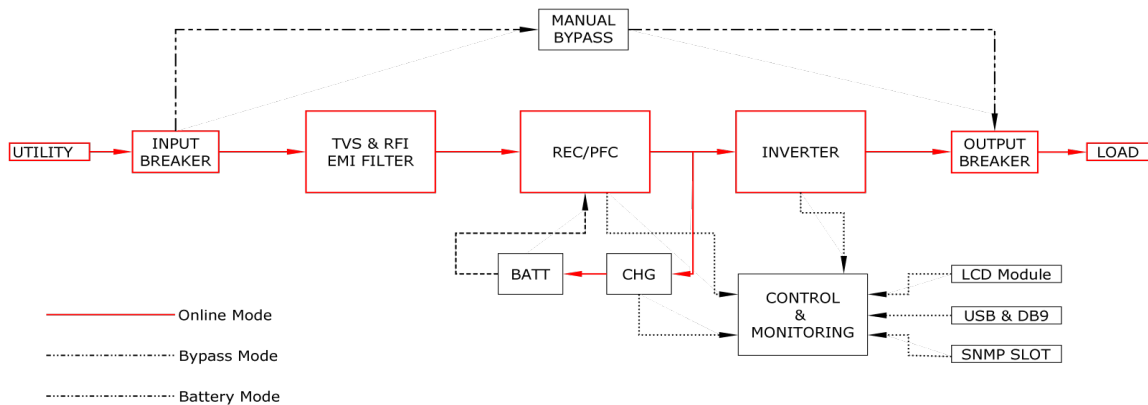 MANUAL
BYPASS
UTILITY
INPUT
BREAKER
TVS & RFI
EMI FILTER
REC/PFC
INVERTER
OUTPUT
BREAKER
LOAD
BATT
CHG
CONTROL
&
MONITORING
LCD Module
USB & DB9
SNMP SLOT
Online Mode
Bypass Mode
Battery Mode